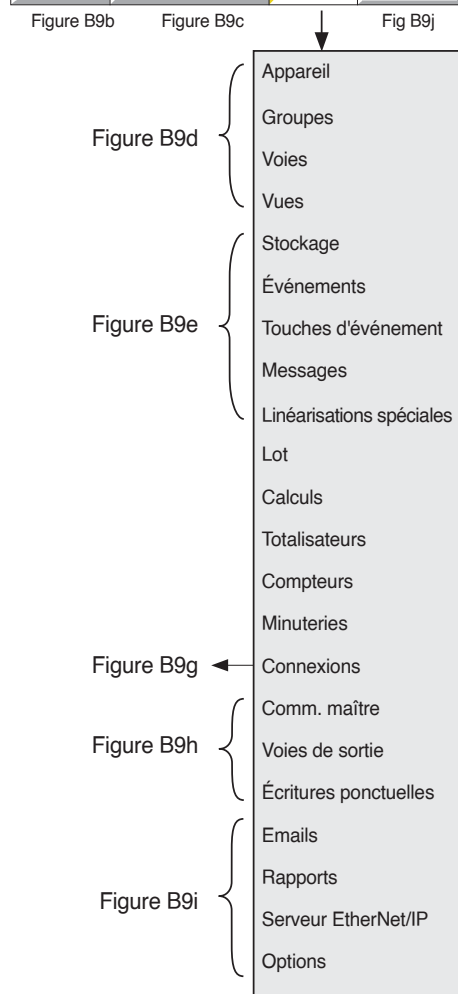 Figure B9b Figure B9c Fig B9j
Appareil
Groupes
Figure B9d
Voies
Vues
Stockage
Événements
Figure B9e
Touches d'événement
Messages
Linéarisations spéciales
Lot
Calculs
Totalisateurs
Compteurs
Minuteries
Figure B9g
Connexions
Comm. maître
Figure B9h
Voies de sortie
Écritures ponctuelles
Emails
Rapports
Figure B9i
Serveur EtherNet/IP
Options